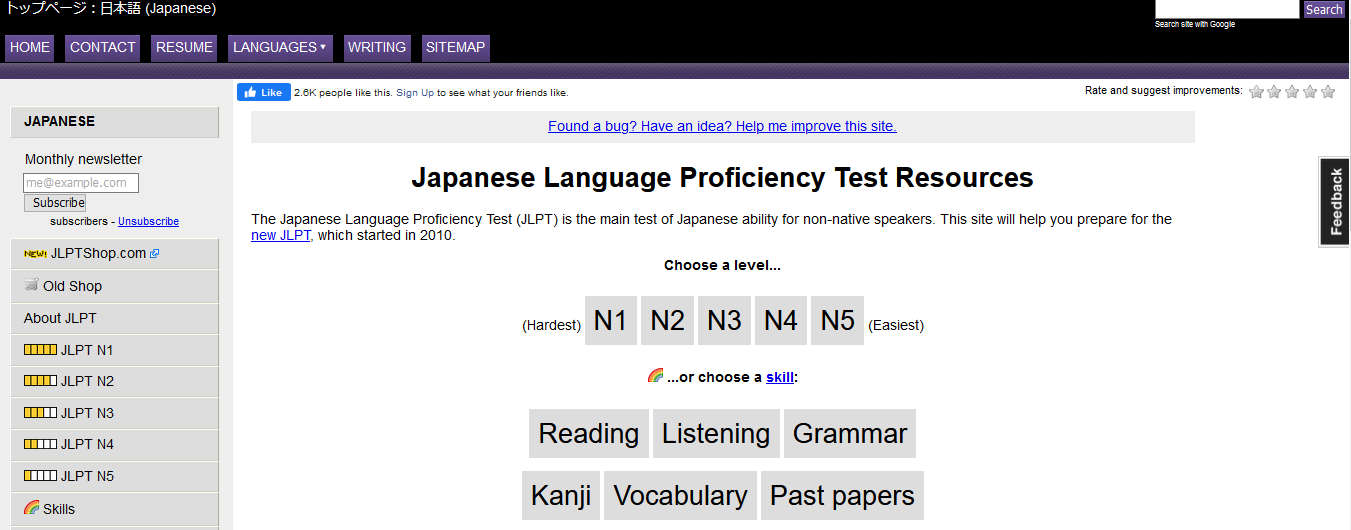 トップページ : 日本語 (Japanese)
Search
Search site with Google
HOME CONTACT RESUME LANGUAGES ▾ WRITING SITEMAP
Like 2.6K people like this. Sign Up to see what your friends like.
Rate and suggest improvements:
Found a bug? Have an idea? Help me improve this site.
JAPANESE
Monthly newsletter
me@example.com
Subscribe
subscribers - Unsubscribe
NEW! JLPTShop.com
Old Shop
About JLPT
JLPT N1
JLPT N2
JLPT N3
JLPT N4
JLPT N5
Skills
Japanese Language Proficiency Test Resources
The Japanese Language Proficiency Test (JLPT) is the main test of Japanese ability for non-native speakers. This site will help you prepare for the
new JLPT, which started in 2010.
Choose a level...
(Hardest) N1 N2 N3 N4 N5 (Easiest)
...or choose a skill:
Reading Listening Grammar
Kanji Vocabulary Past papers
Feedback